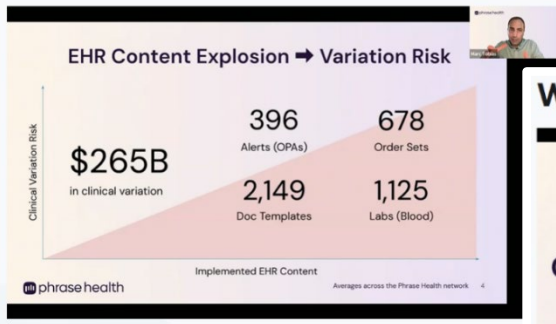 phrase health
EHR Content Explosion ➡ Variation Risk
Clinical Variation Risk
$265B
in clinical variation
396
Alerts (OPAs)
678
Order Sets
2,149
Doc Templates
1,125
Labs (Blood)
Implemented EHR Content
phrase health
Averages across the Phrase Health network 4
W